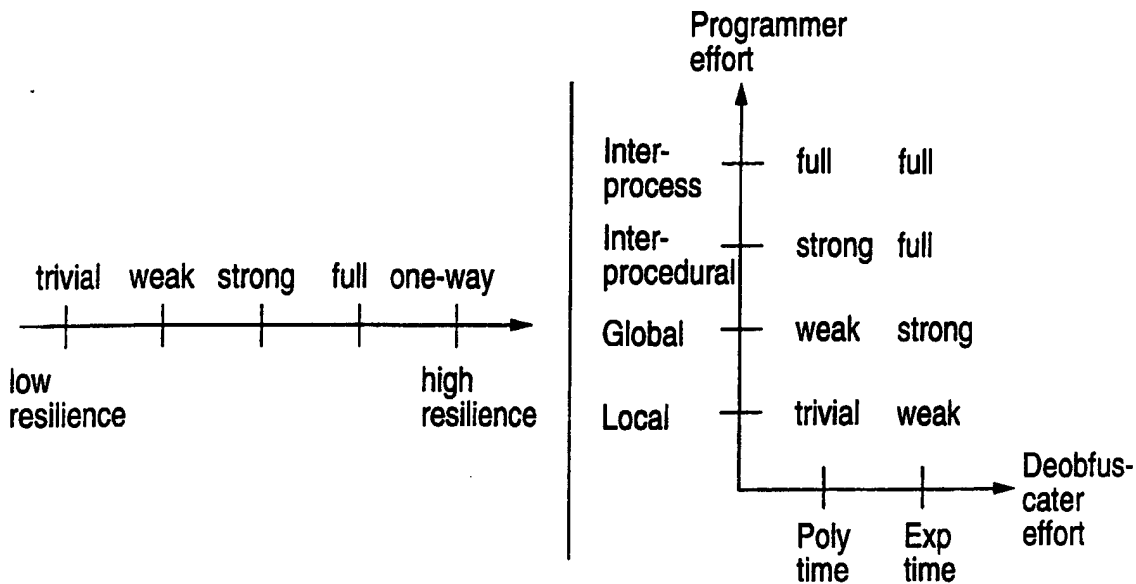 trivial weak strong full one-way
low
resilience
high
resilience
Programmer
effort
Inter-
process
full full
Inter-
procedural
strong full
Global
weak strong
Local
trivial weak
Deobfus-
cater
effort
Poly
time
Exp
time